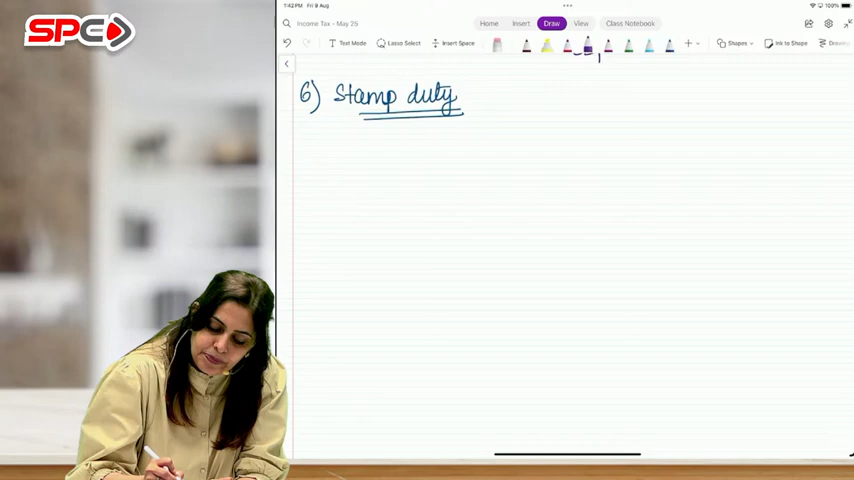 SPC
1:42 PM Fri 9 Aug
100%
Income Tax - May 25
Home Insert Draw View Class Notebook
Text Mode Lasso Select Insert Space Shapes Ink to Shape
6) Stamp duty